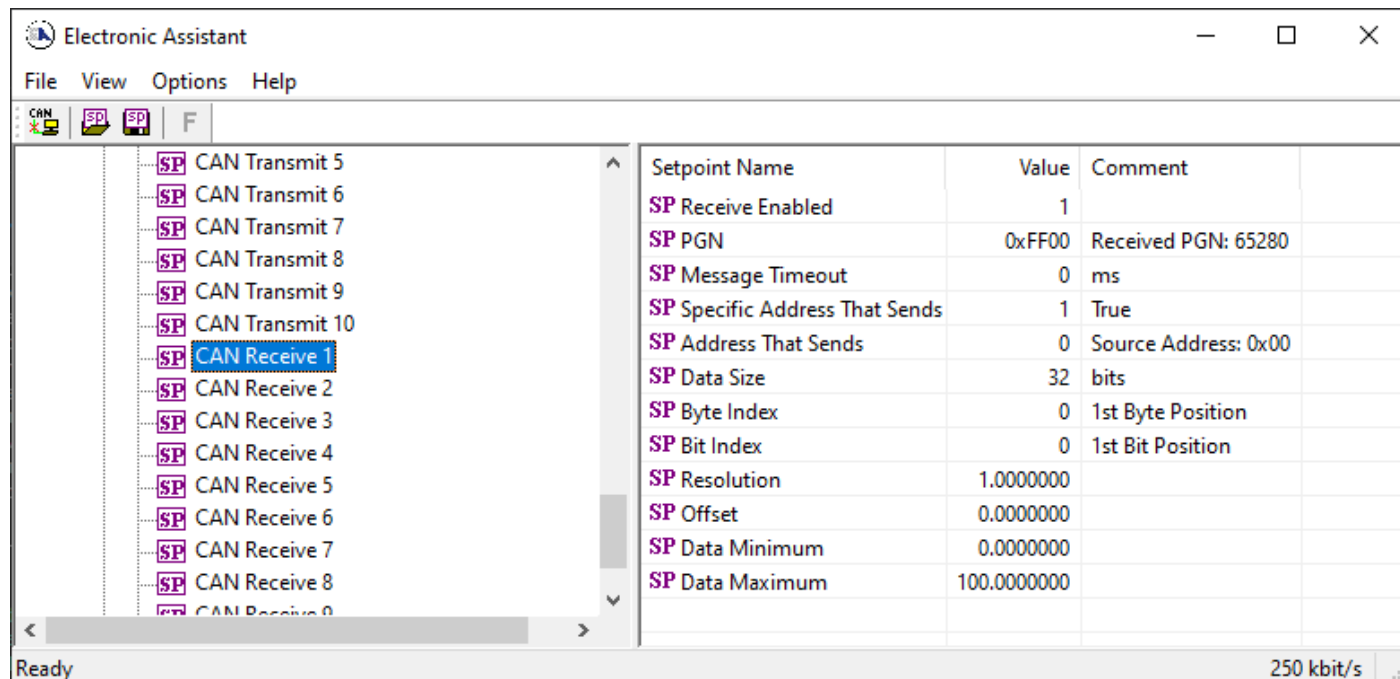 Electronic Assistant
File View Options Help
CAN SP SP F
SP CAN Transmit 5
SP CAN Transmit 6
SP CAN Transmit 7
SP CAN Transmit 8
SP CAN Transmit 9
SP CAN Transmit 10
SP CAN Receive 1
SP CAN Receive 2
SP CAN Receive 3
SP CAN Receive 4
SP CAN Receive 5
SP CAN Receive 6
SP CAN Receive 7
SP CAN Receive 8
SP CAN Receive 9
Setpoint Name Value Comment
SP Receive Enabled 1
SP PGN 0xFF00 Received PGN: 65280
SP Message Timeout 0 ms
SP Specific Address That Sends 1 True
SP Address That Sends 0 Source Address: 0x00
SP Data Size 32 bits
SP Byte Index 0 1st Byte Position
SP Bit Index 0 1st Bit Position
SP Resolution 1.0000000
SP Offset 0.0000000
SP Data Minimum 0.0000000
SP Data Maximum 100.0000000
Ready 250 kbit/s